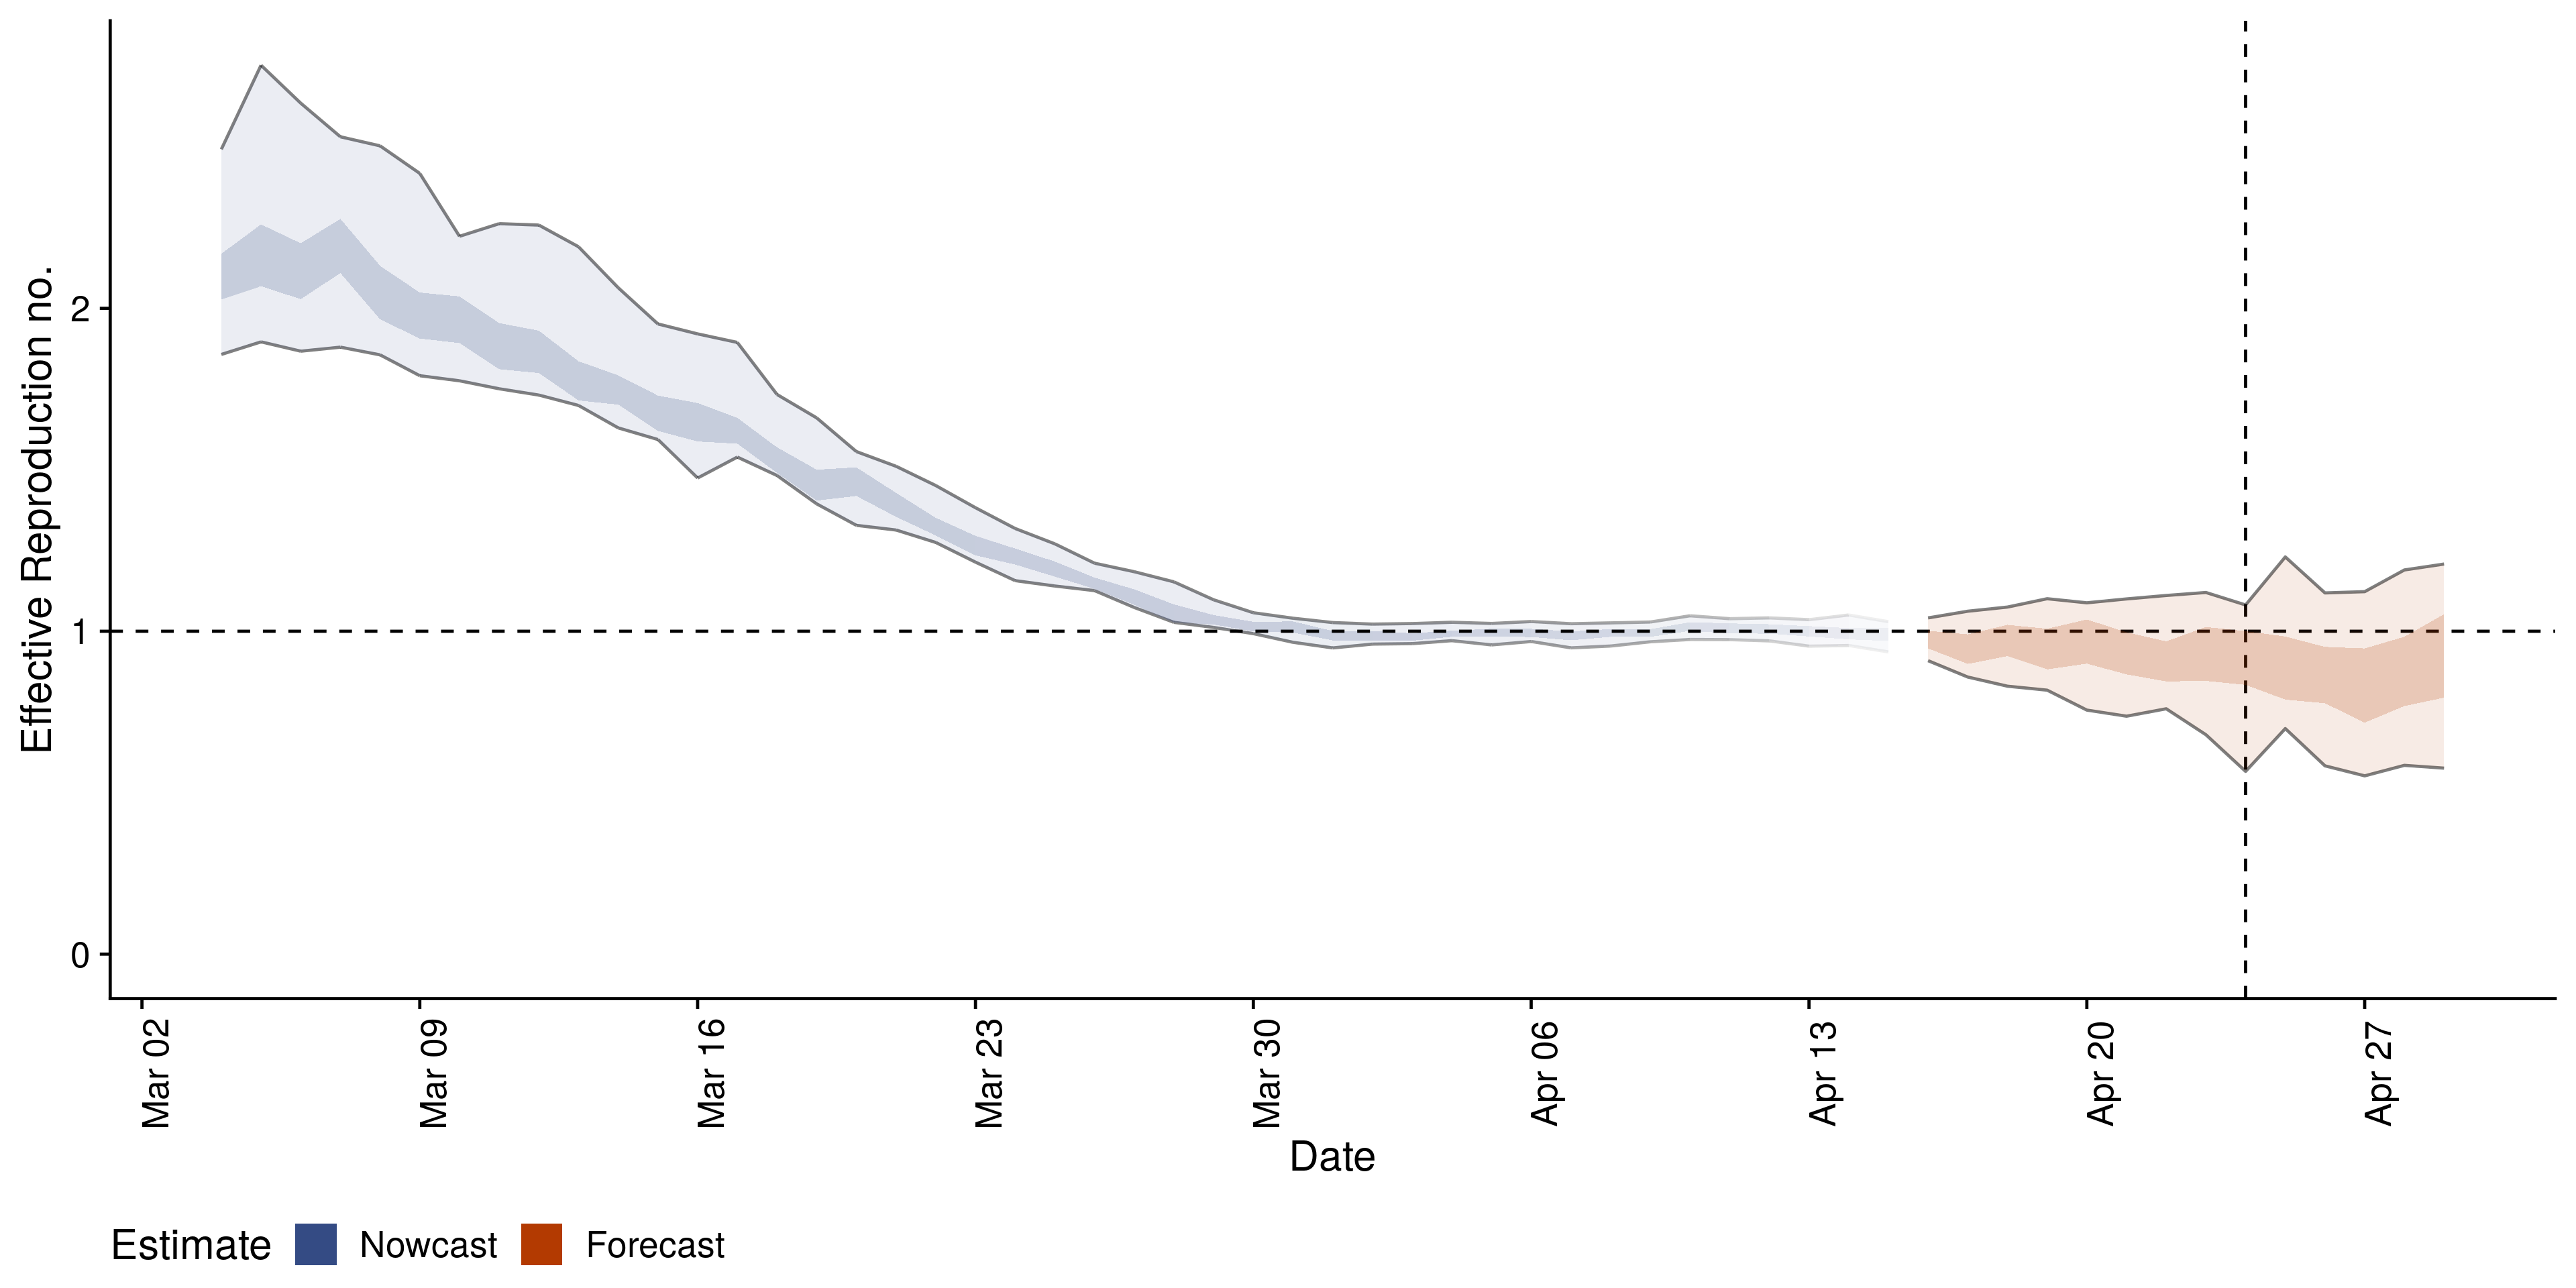 Effective Reproduction no.
2
1
0
Mar 02
Mar 09
Mar 16
Mar 23
Mar 30
Apr 06
Apr 13
Apr 20
Apr 27
Date
Estimate Nowcast Forecast